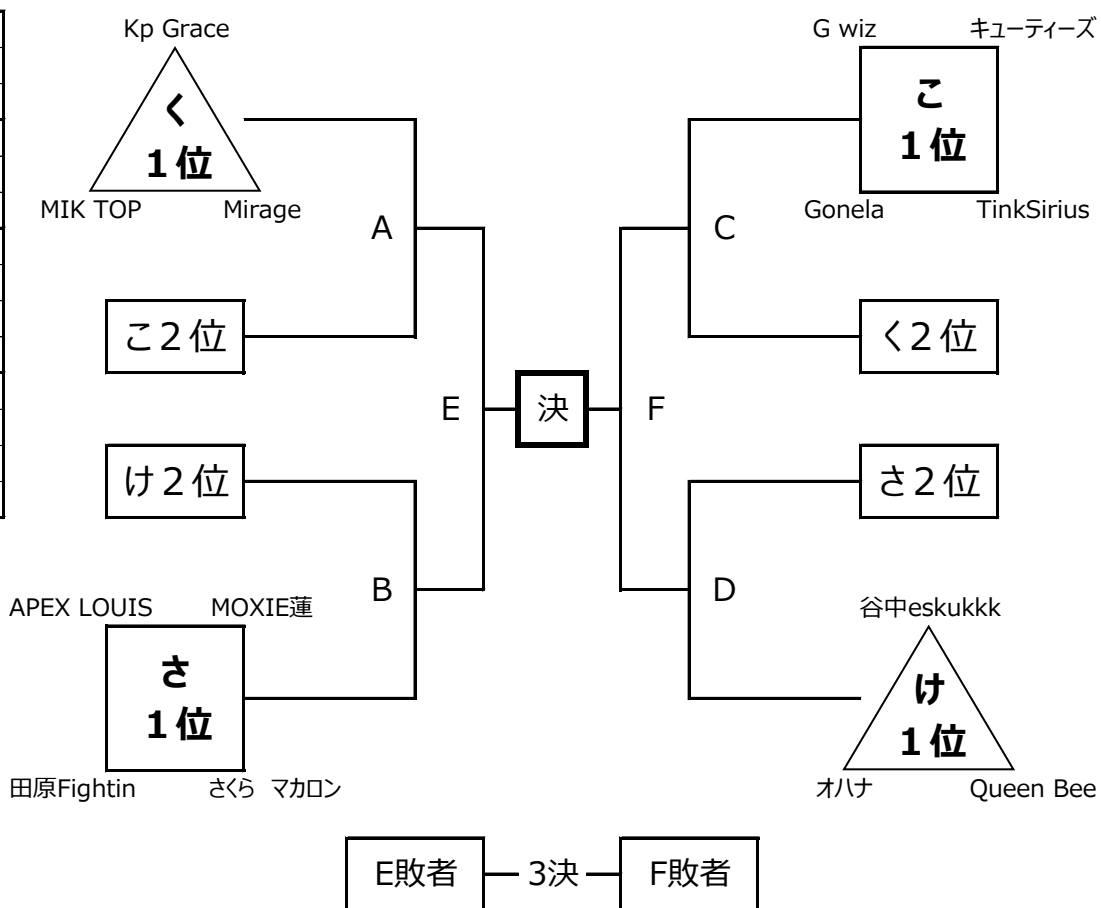 Kp Grace
く
1位
MIK TOP Mirage
A
こ２位
E
け２位
B
APEX LOUIS MOXIE蓮
さ
1位
田原Fightin さくら マカロン
決
G wiz キューティーズ
こ
1位
Gonela TinkSirius
C
く2位
F
さ2位
D
谷中eskukkk
け
1位
オハナ Queen Bee
E敗者 3決 F敗者